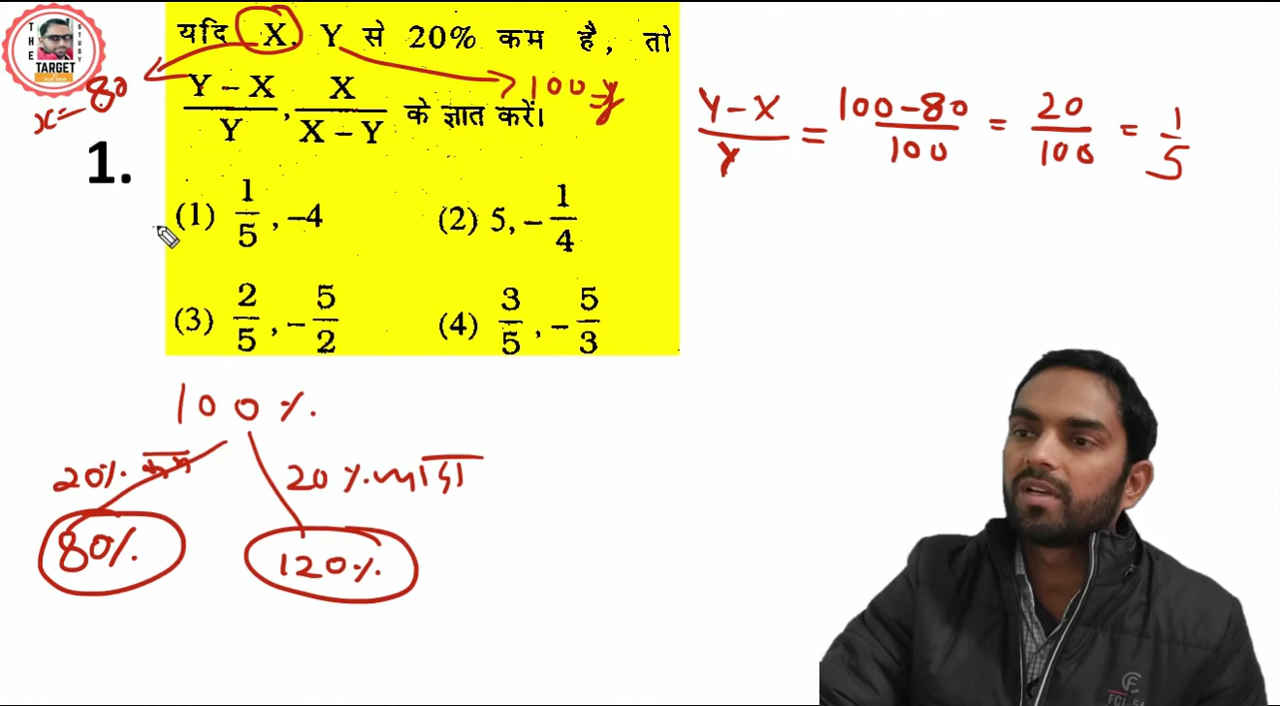 THE
STUDY
TARGET
यदि X, Y से 20% कम है, तो
Y – X / Y , X / X – Y के ज्ञात करें।
x = 80
100 = y
1.
(1) 1/5 , –4
(2) 5, – 1/4
(3) 2/5 , – 5/2
(4) 3/5 , – 5/3
Y – X / Y = 100 – 80 / 100 = 20 / 100 = 1/5
100%.
20%. कम
20%.
80%.
120%.